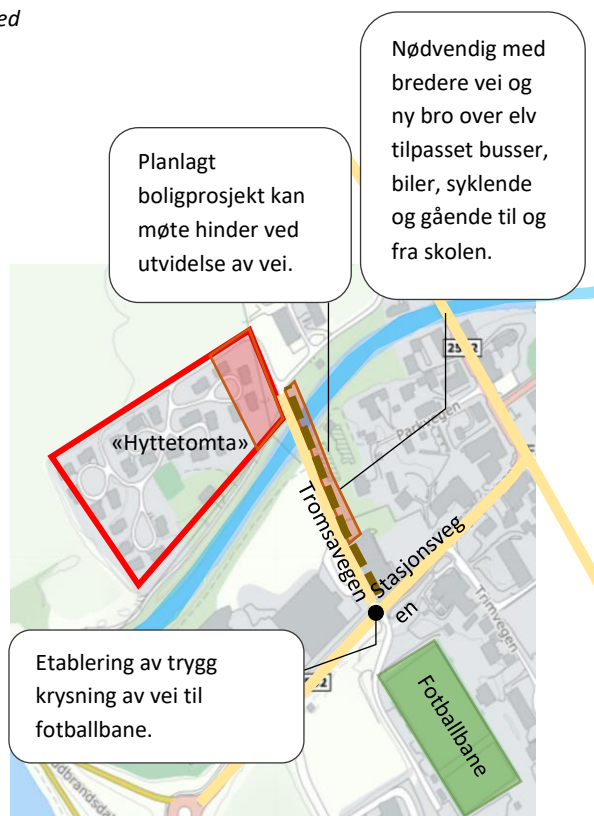 ed
Nødvendig med
bredere vei og
ny bro over elv
tilpasset busser,
biler, syklende
og gående til og
fra skolen.
Planlagt
boligprosjekt kan
møte hinder ved
utvidelse av vei.
«Hyttetomta»
Parkvegen
Tromsavegen
Stasjonsveg
en
Trimvegen
Fotballbane
Etablering av trygg
krysning av vei til
fotballbane.